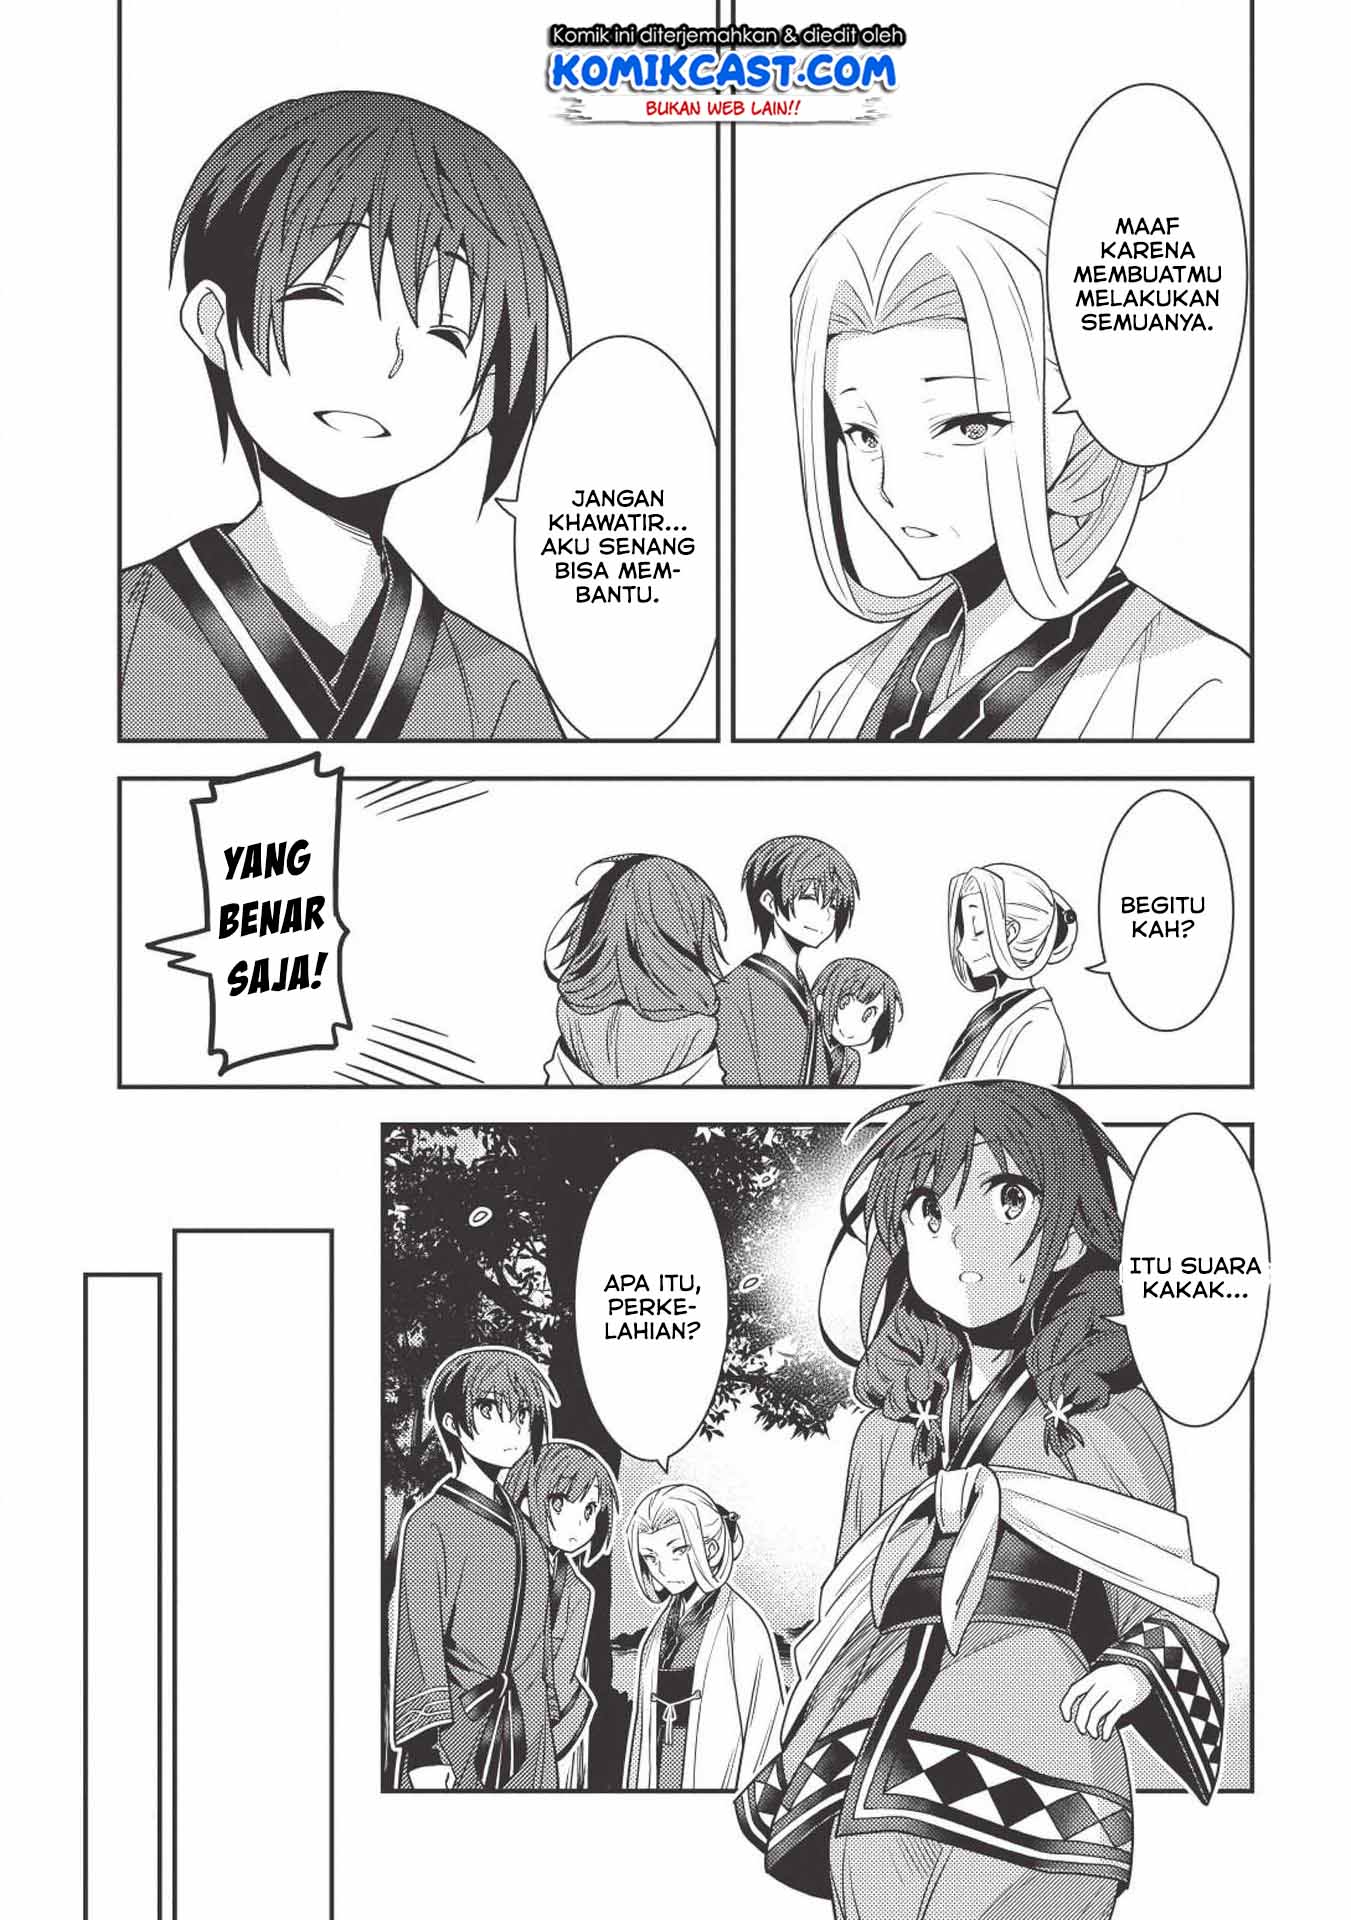 Komik ini diterjemahkan & diedit oleh
KOMIKCAST.COM
BUKAN WEB LAIN!!
MAAF
KARENA
MEMBUATMU
MELAKUKAN
SEMUANYA.
JANGAN
KHAWATIR...
AKU SENANG
BISA MEM-
BANTU.
BEGITU
KAH?
YANG
BENAR
SAJA!
ITU SUARA
KAKAK...
APA ITU,
PERKE-
LAHIAN?